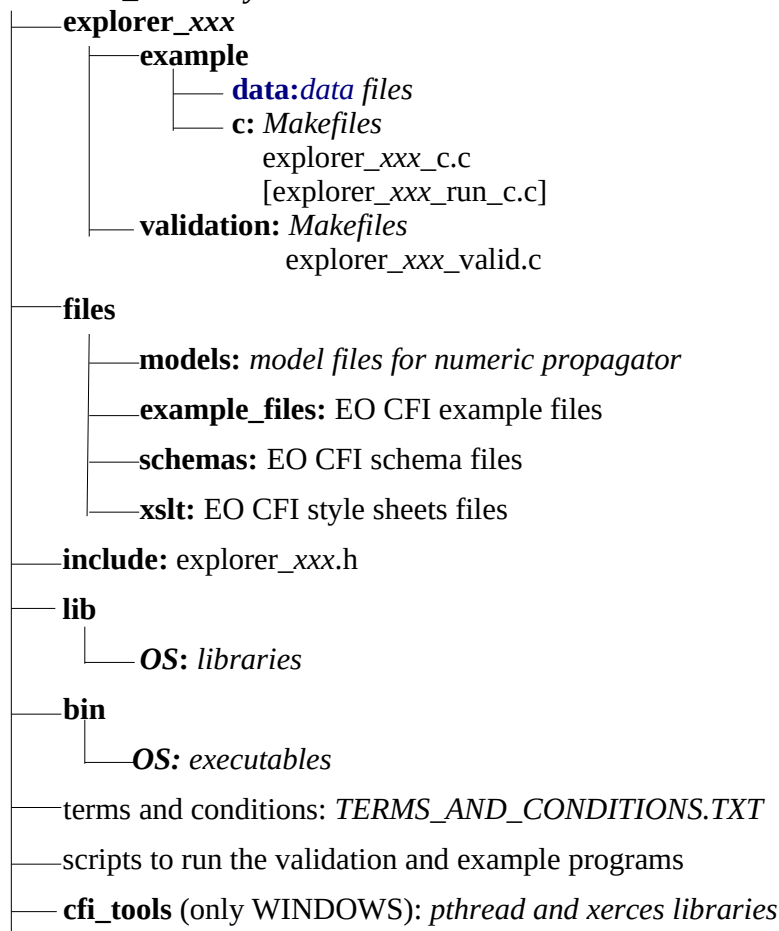 explorer_xxx
example
data:data files
c: Makefiles
explorer_xxx_c.c
[explorer_xxx_run_c.c]
validation: Makefiles
explorer_xxx_valid.c
files
models: model files for numeric propagator
example_files: EO CFI example files
schemas: EO CFI schema files
xslt: EO CFI style sheets files
include: explorer_xxx.h
lib
OS: libraries
bin
OS: executables
terms and conditions: TERMS_AND_CONDITIONS.TXT
scripts to run the validation and example programs
cfi_tools (only WINDOWS): pthread and xerces libraries